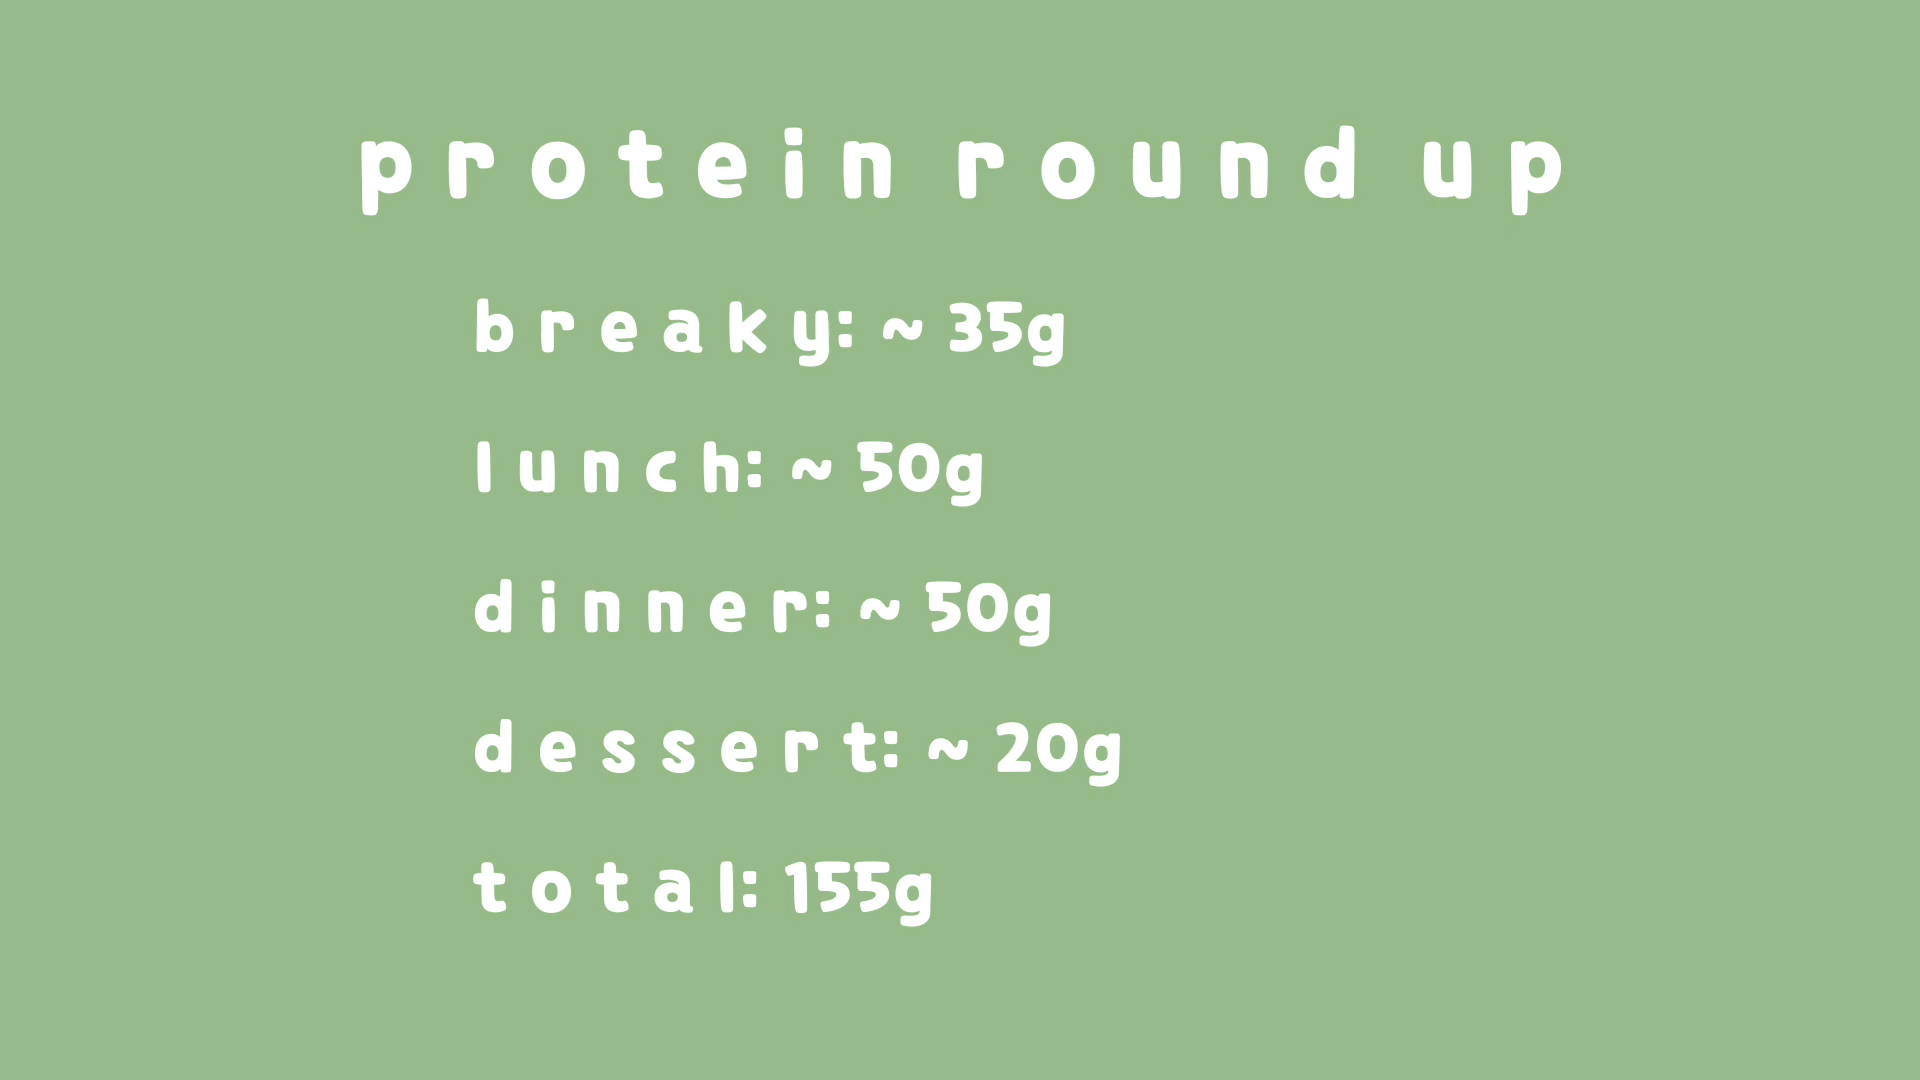 protein round up
breaky: ~ 35g
lunch: ~ 50g
dinner: ~ 50g
dessert: ~ 20g
total: 155g